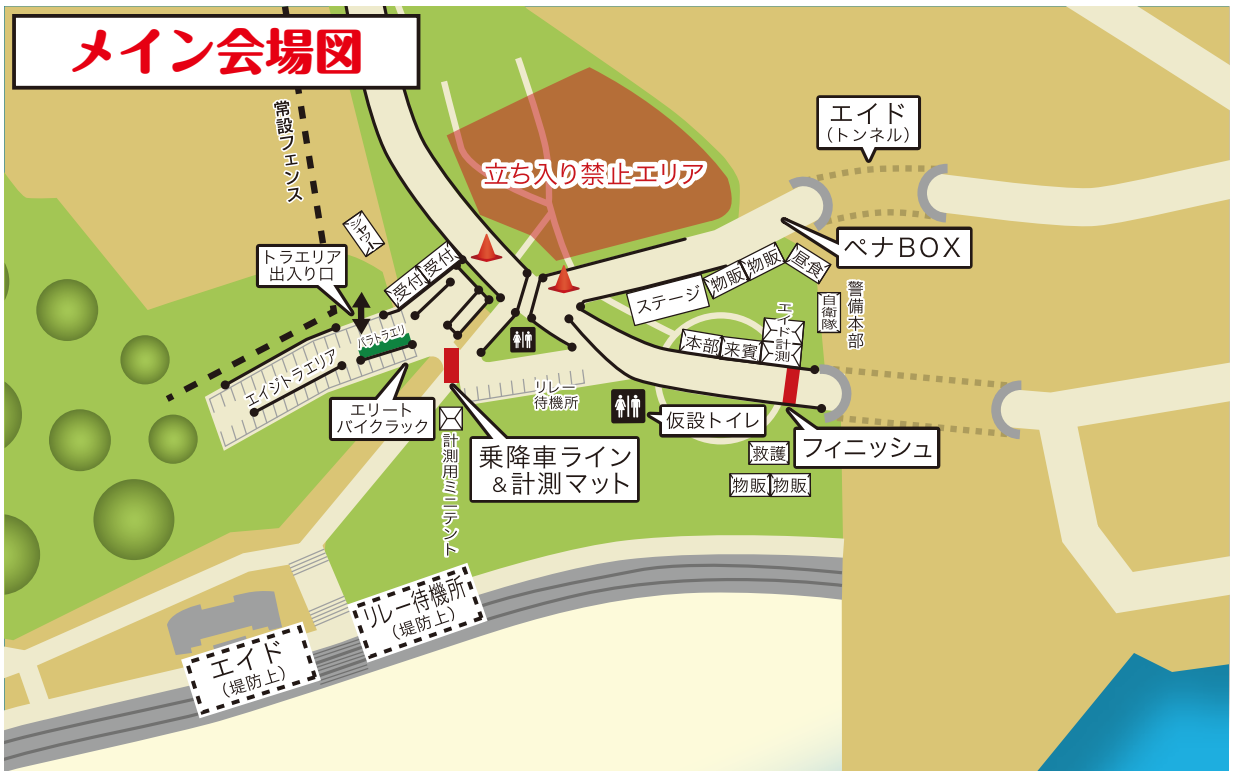 メイン会場図
常設フェンス
エイド
(トンネル)
立ち入り禁止エリア
シャワー
トラエリア
出入り口
受付
受付
ペナBOX
物販
物販
昼食
ステージ
自衛隊
警備本部
エイド
計測
本部
来賓
パラトラエリ
エイジトラエリア
リレー
待機所
エリート
バイクラック
仮設トイレ
フィニッシュ
計測用ミニテント
乗降車ライン
&計測マット
救護
物販
物販
リレー待機所
(堤防上)
エイド
(堤防上)